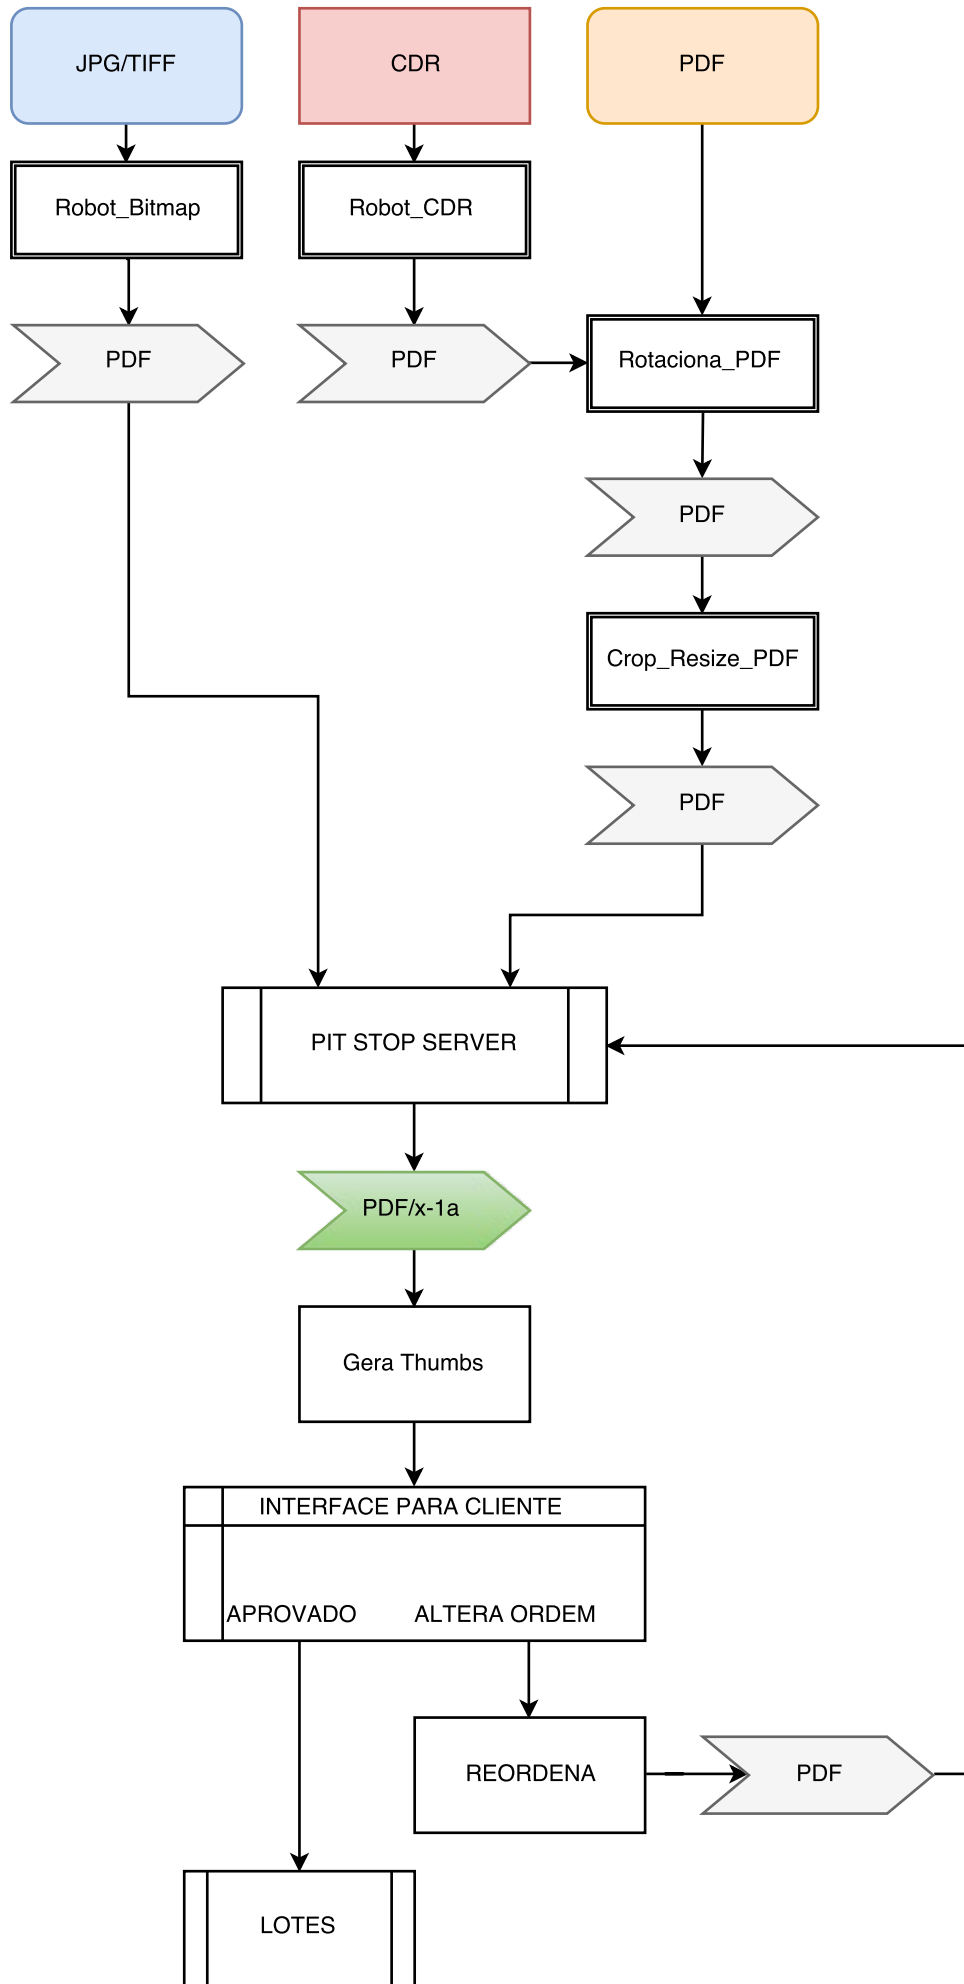 JPG/TIFF
CDR
PDF
Robot_Bitmap
Robot_CDR
PDF
PDF
Rotaciona_PDF
PDF
Crop_Resize_PDF
PDF
PIT STOP SERVER
PDF/x-1a
Gera Thumbs
INTERFACE PARA CLIENTE
APROVADO
ALTERA ORDEM
REORDENA
PDF
LOTES